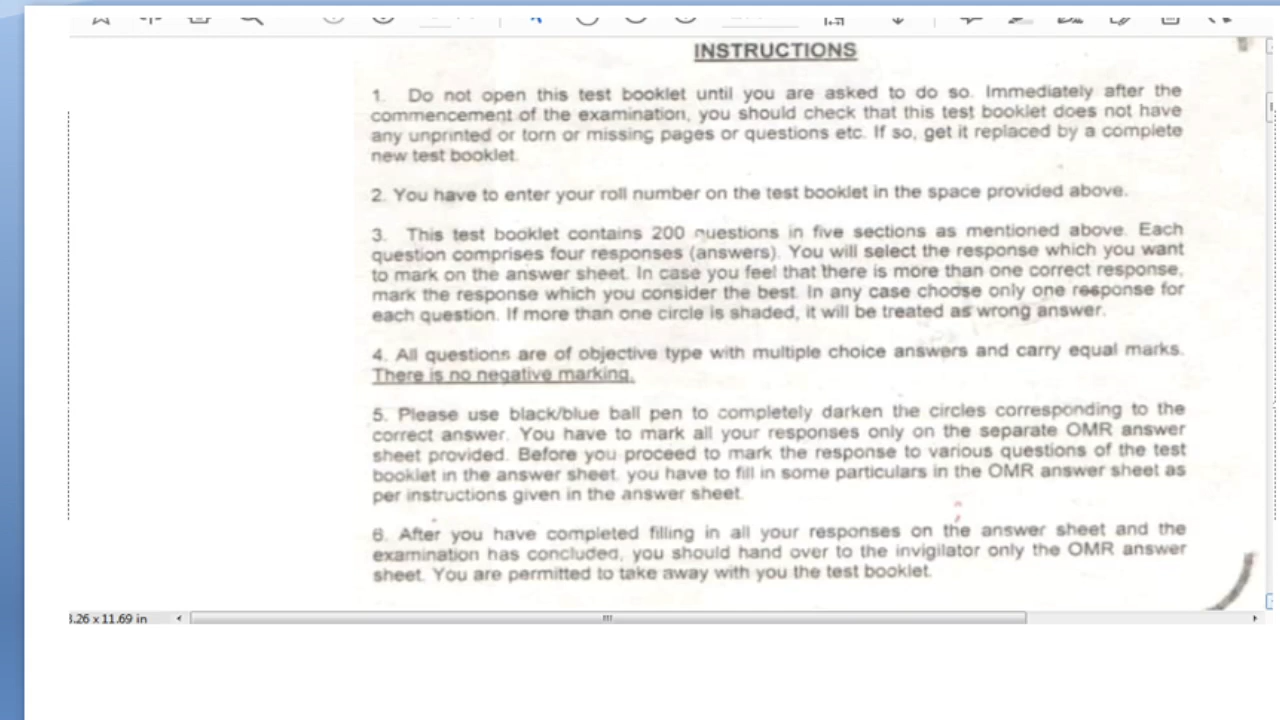 INSTRUCTIONS
1. Do not open this test booklet until you are asked to do so. Immediately after the
commencement of the examination, you should check that this test booklet does not have
any unprinted or torn or missing pages or questions etc. If so, get it replaced by a complete
new test booklet.
2. You have to enter your roll number on the test booklet in the space provided above.
3. This test booklet contains 200 questions in five sections as mentioned above. Each
question comprises four responses (answers). You will select the response which you want
to mark on the answer sheet. In case you feel that there is more than one correct response,
mark the response which you consider the best. In any case choose only one response for
each question. If more than one circle is shaded, it will be treated as wrong answer.
4. All questions are of objective type with multiple choice answers and carry equal marks.
There is no negative marking.
5. Please use black/blue ball pen to completely darken the circles corresponding to the
correct answer. You have to mark all your responses only on the separate OMR answer
sheet provided. Before you proceed to mark the response to various questions of the test
booklet in the answer sheet, you have to fill in some particulars in the OMR answer sheet as
per instructions given in the answer sheet.
6. After you have completed filling in all your responses on the answer sheet and the
examination has concluded, you should hand over to the invigilator only the OMR answer
sheet. You are permitted to take away with you the test booklet.
.26 x 11.69 in